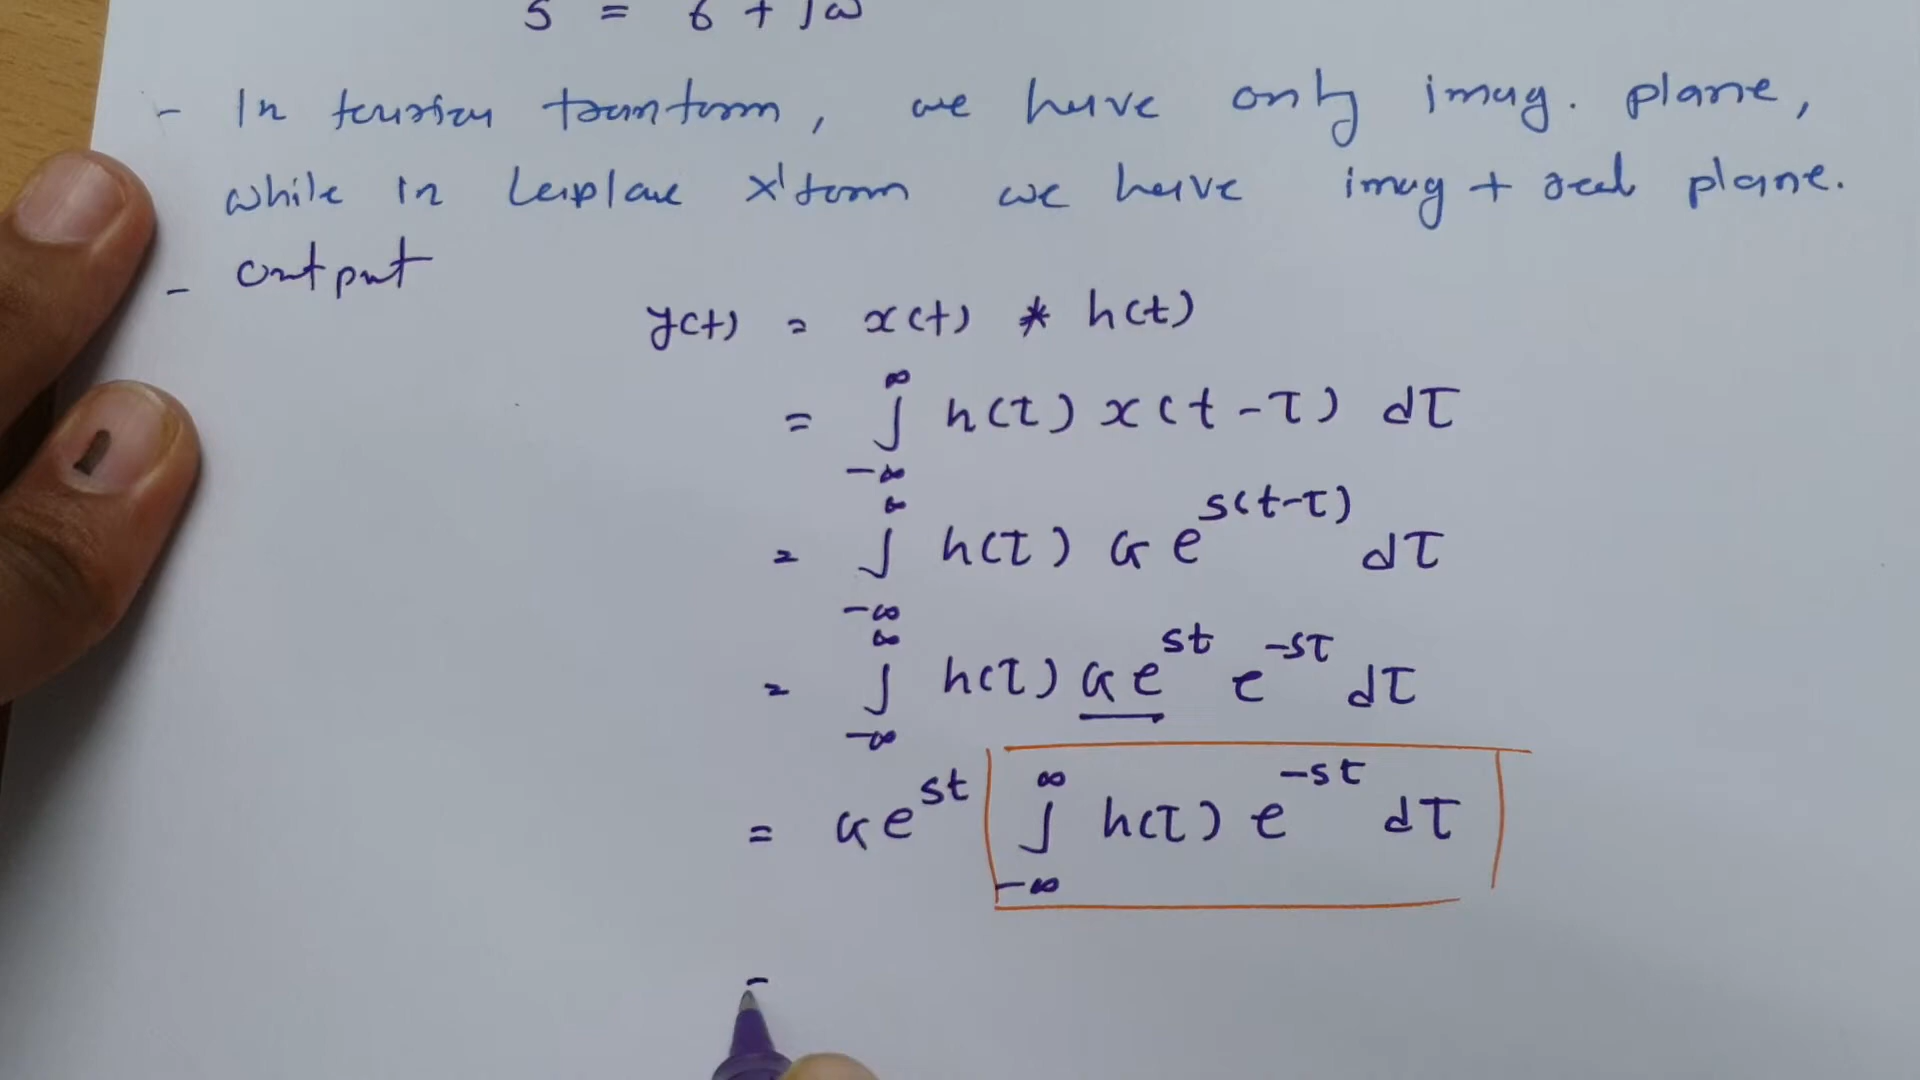 s = σ + jω
- In fourier transform, we have only imag. plane,
while in Laplace x'form we have imag + real plane.
- output
y(t) = x(t) * h(t)
= ∫_{-∞}^{∞} h(τ) x(t-τ) dτ
= ∫_{-∞}^{∞} h(τ) G e^{s(t-τ)} dτ
= ∫_{-∞}^{∞} h(τ) G e^{st} e^{-sτ} dτ
= G e^{st} ∫_{-∞}^{∞} h(τ) e^{-sτ} dτ